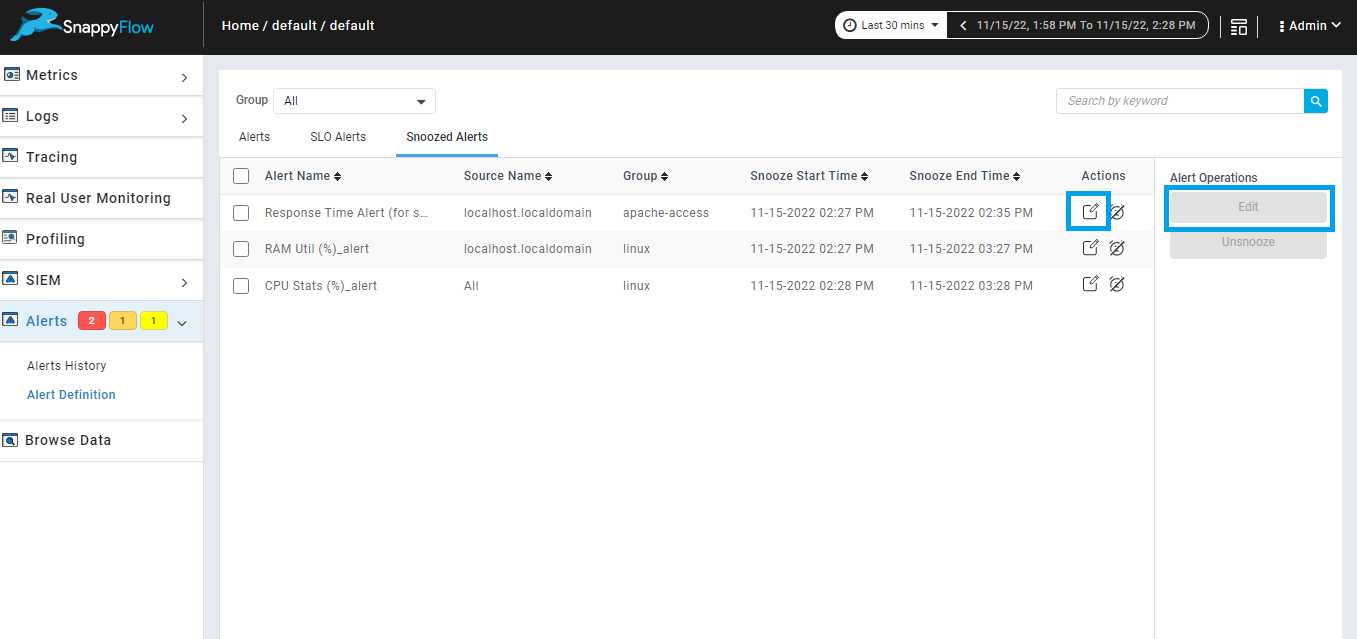 SnappyFlow
Home / default / default
Last 30 mins
11/15/22, 1:58 PM To 11/15/22, 2:28 PM
Admin
Metrics
Logs
Tracing
Real User Monitoring
Profiling
SIEM
Alerts 2 1 1
Alerts History
Alert Definition
Browse Data
Group All
Search by keyword
Alerts SLO Alerts Snoozed Alerts
Alert Name Source Name Group Snooze Start Time Snooze End Time Actions
Response Time Alert (for s... localhost.localdomain apache-access 11-15-2022 02:27 PM 11-15-2022 02:35 PM
RAM Util (%)_alert localhost.localdomain linux 11-15-2022 02:27 PM 11-15-2022 03:27 PM
CPU Stats (%)_alert All linux 11-15-2022 02:28 PM 11-15-2022 03:28 PM
Alert Operations
Edit
Unsnooze